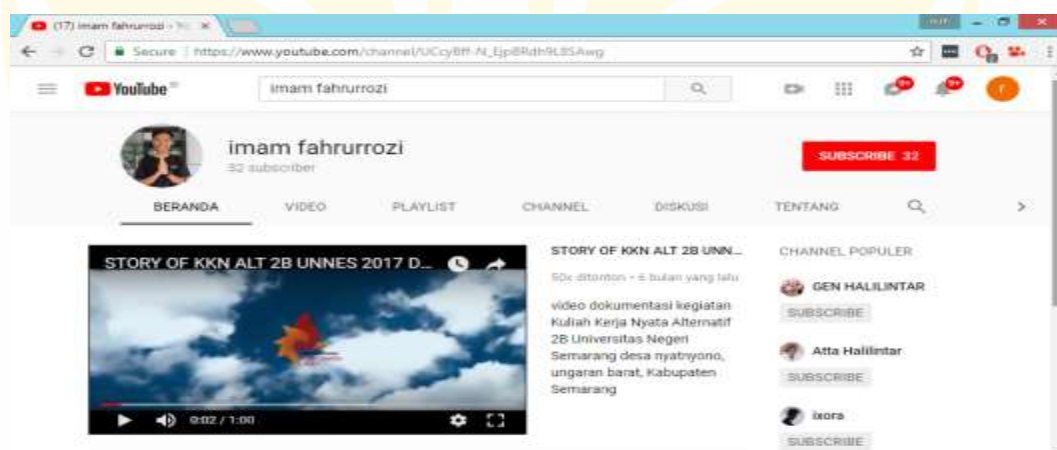 (17) imam fahrurrozi - Yo
Secure https://www.youtube.com/channel/
YouTube
imam fahrurrozi
9+
9+
r
imam fahrurrozi
32 subscriber
SUBSCRIBE 32
BERANDA VIDEO PLAYLIST CHANNEL DISKUSI TENTANG
STORY OF KKN ALT 2B UNNES 2017 D...
0:02 / 1:00
STORY OF KKN ALT 2B UNN...
50x ditonton • 6 bulan yang lalu
video dokumentasi kegiatan
Kuliah Kerja Nyata Alternatif
2B Universitas Negeri
Semarang desa nyatnyono,
ungaran barat, Kabupaten
Semarang
CHANNEL POPULER
GEN HALILINTAR
SUBSCRIBE
Atta Halilintar
SUBSCRIBE
ixora
SUBSCRIBE